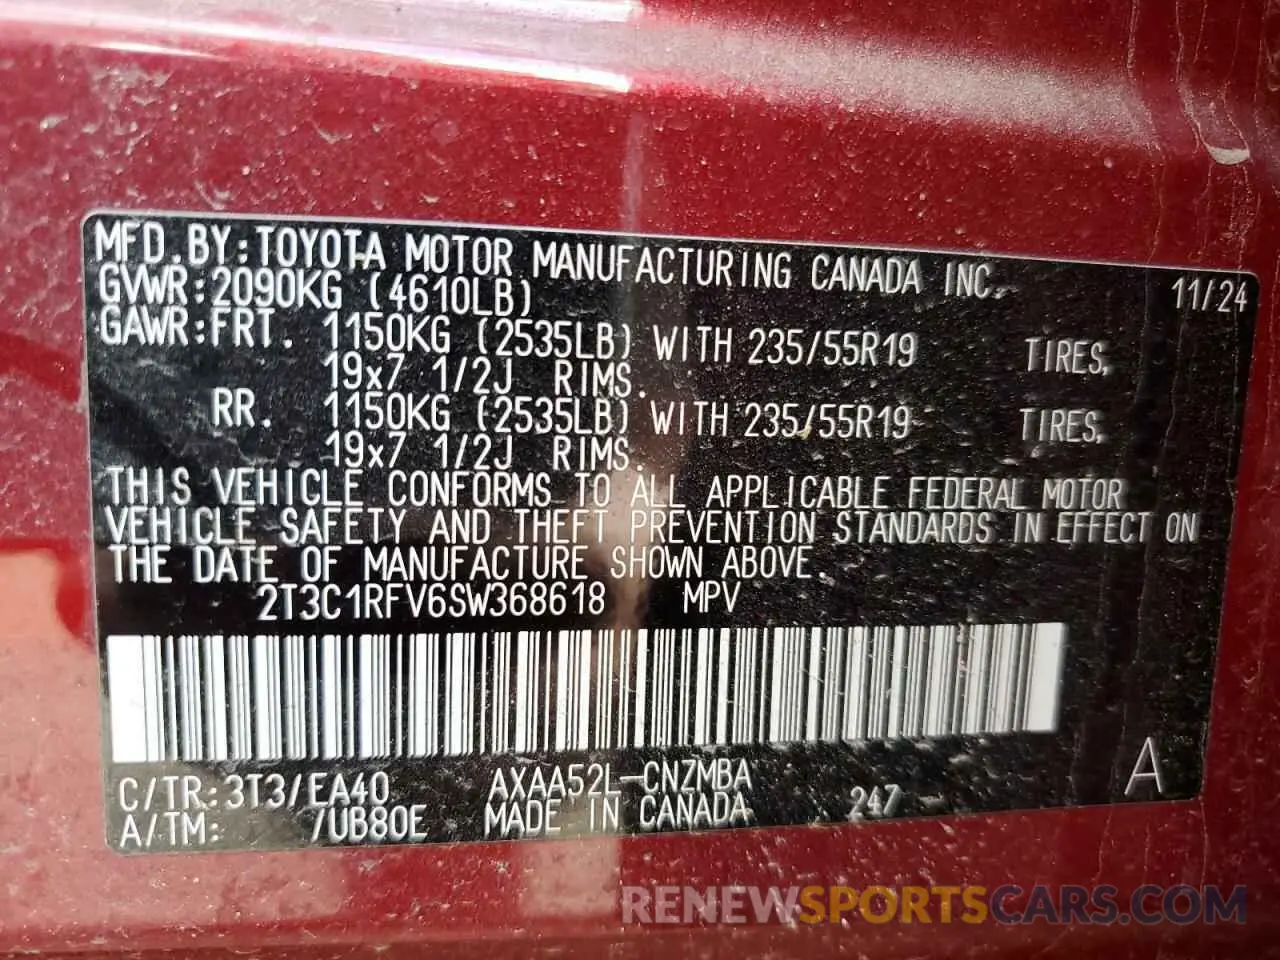 MFD.BY:TOYOTA MOTOR MANUFACTURING CANADA INC.
GVWR:2090KG (4610LB) 11/24
GAWR:FRT. 1150KG (2535LB) WITH 235/55R19 TIRES,
19x7 1/2J RIMS.
RR. 1150KG (2535LB) WITH 235/55R19 TIRES,
19x7 1/2J RIMS.
THIS VEHICLE CONFORMS TO ALL APPLICABLE FEDERAL MOTOR
VEHICLE SAFETY AND THEFT PREVENTION STANDARDS IN EFFECT ON
THE DATE OF MANUFACTURE SHOWN ABOVE.
2T3C1RFV6SW368618 MPV
C/TR:3T3/EA40 AXAA52L-CNZMBA A
A/TM: /UB80E MADE IN CANADA 247
RENEWSPORTSCARS.COM